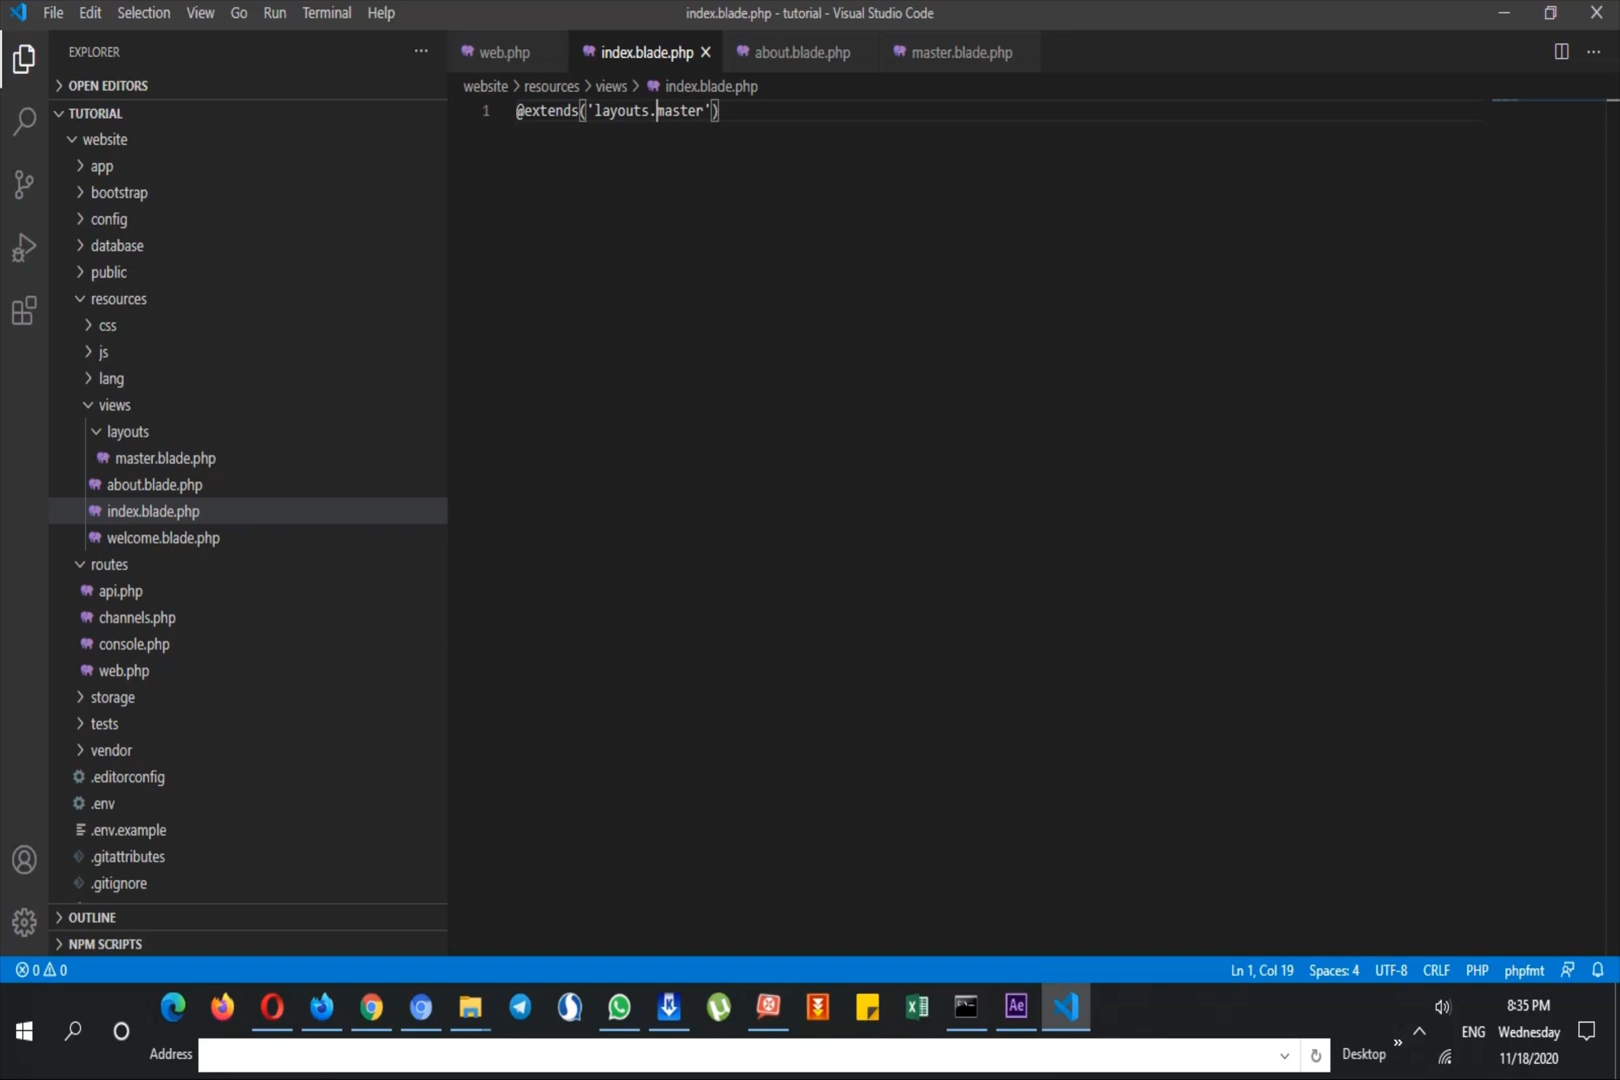 File Edit Selection View Go Run Terminal Help
index.blade.php - tutorial - Visual Studio Code
EXPLORER
OPEN EDITORS
TUTORIAL
website
app
bootstrap
config
database
public
resources
css
js
lang
views
layouts
master.blade.php
about.blade.php
index.blade.php
welcome.blade.php
routes
api.php
channels.php
console.php
web.php
storage
tests
vendor
.editorconfig
.env
.env.example
.gitattributes
.gitignore
OUTLINE
NPM SCRIPTS
web.php index.blade.php about.blade.php master.blade.php
website > resources > views > index.blade.php
1 @extends('layouts.master')
0 0
Ln 1, Col 19 Spaces: 4 UTF-8 CRLF PHP phpfmt
Ae
Address
Desktop
ENG
8:35 PM
Wednesday
11/18/2020